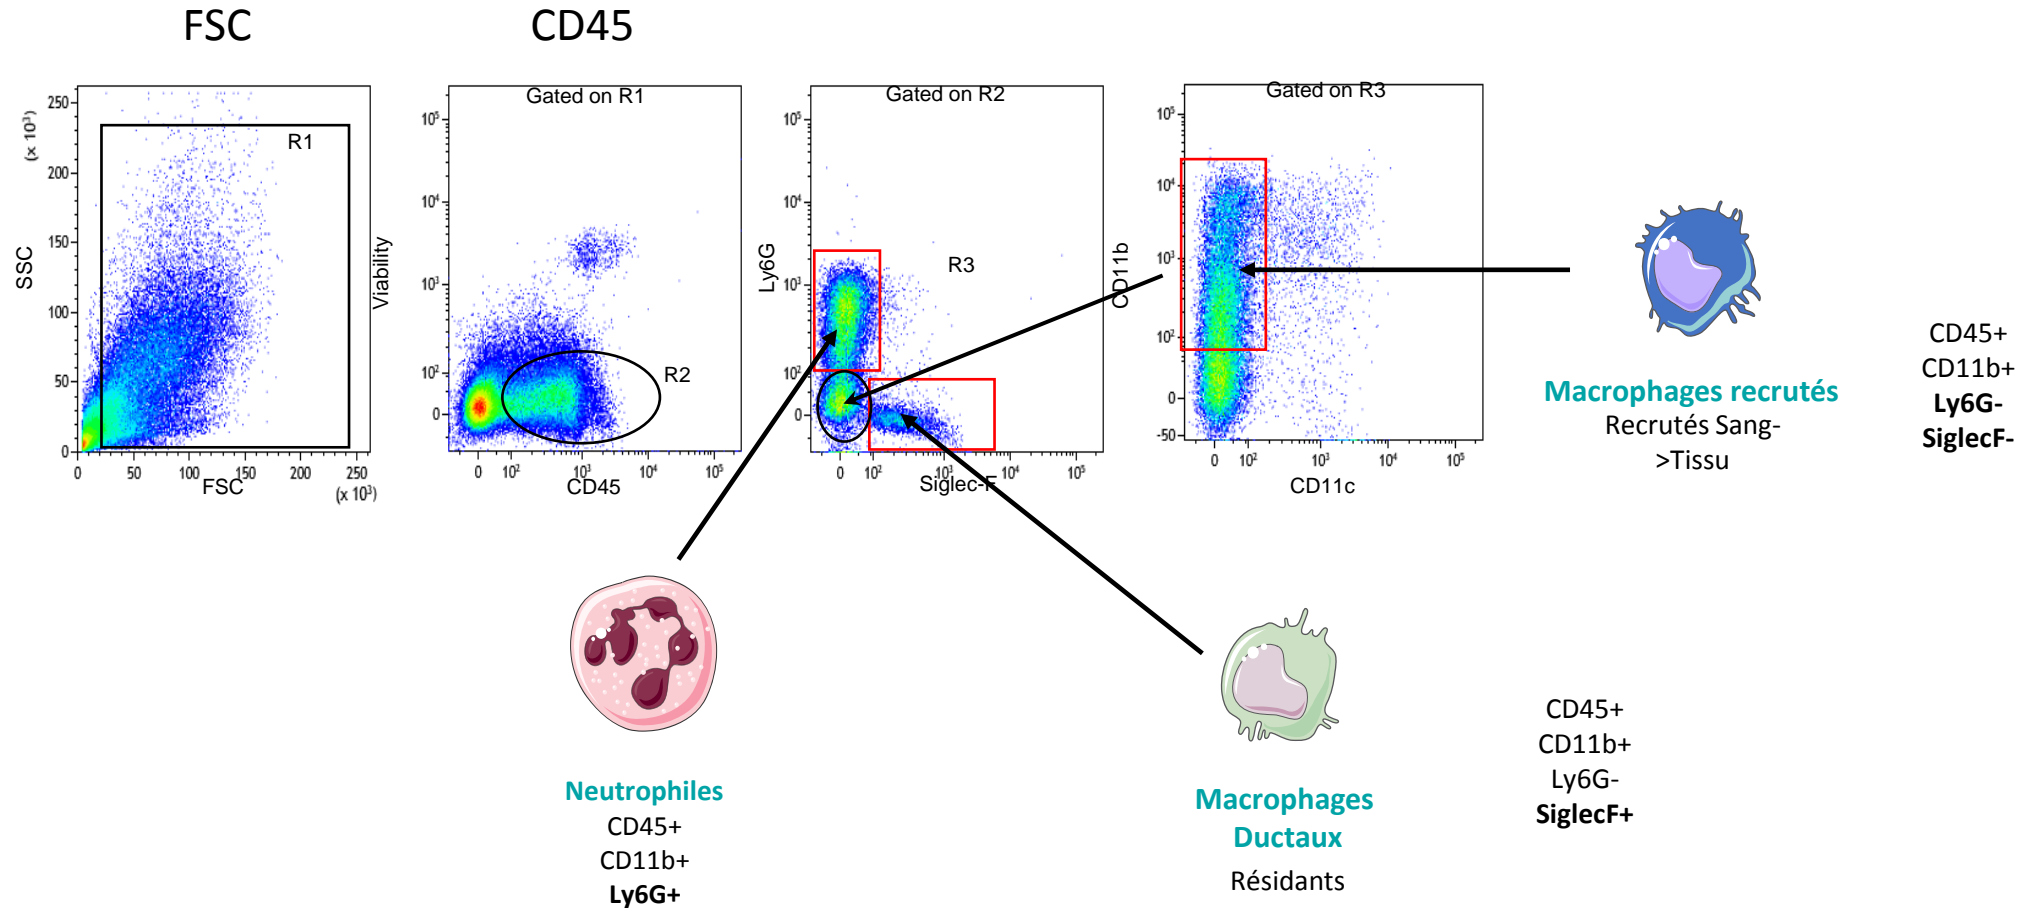 FSC
CD45
Gated on R1
Gated on R2
Gated on R3
(x 10³)
250
200
150
100
50
0
SSC
R1
0
50
100
150
200
250
FSC
(x 10³)
Viability
10⁵
10⁴
10³
10²
0
R2
0
10²
10³
10⁴
10⁵
CD45
Ly6G
10⁵
10⁴
10³
10²
0
R3
0
10²
10³
10⁴
10⁵
Siglec-F
CD11b
10⁵
10⁴
10³
10²
0
-50
0
10²
10³
10⁴
10⁵
CD11c
Macrophages recrutés
Recrutés Sang-
>Tissu
CD45+
CD11b+
Ly6G-
SiglecF-
Neutrophiles
CD45+
CD11b+
Ly6G+
Macrophages
Ductaux
Résidants
CD45+
CD11b+
Ly6G-
SiglecF+